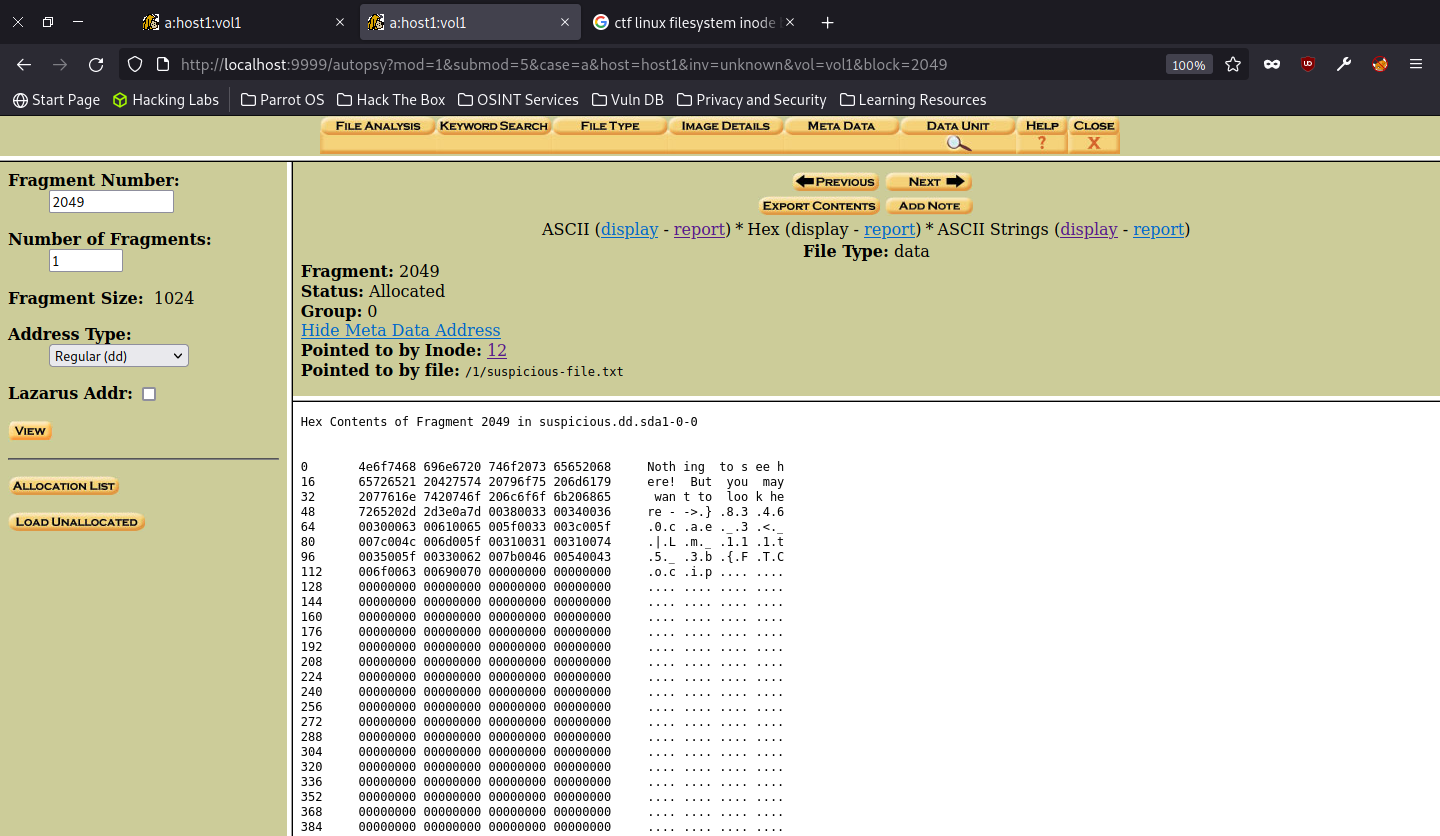 a:host1:vol1
a:host1:vol1
ctf linux filesystem inode
http://localhost:9999/autopsy?mod=1&submod=5&case=a&host=host1&inv=unknown&vol=vol1&block=2049
100%
Start Page Hacking Labs Parrot OS Hack The Box OSINT Services Vuln DB Privacy and Security Learning Resources
FILE ANALYSIS KEYWORD SEARCH FILE TYPE IMAGE DETAILS META DATA DATA UNIT HELP CLOSE
? X
Fragment Number:
2049
Number of Fragments:
1
Fragment Size: 1024
Address Type:
Regular (dd)
Lazarus Addr:
VIEW
ALLOCATION LIST
LOAD UNALLOCATED
PREVIOUS NEXT
EXPORT CONTENTS ADD NOTE
ASCII (display - report) * Hex (display - report) * ASCII Strings (display - report)
File Type: data
Fragment: 2049
Status: Allocated
Group: 0
Hide Meta Data Address
Pointed to by Inode: 12
Pointed to by file: /1/suspicious-file.txt
Hex Contents of Fragment 2049 in suspicious.dd.sda1-0-0
0 4e6f7468 696e6720 746f2073 65652068 Noth ing  to s ee h
16 65726521 20427574 20796f75 206d6179 ere!  But  you  may
32 2077616e 7420746f 206c6f6f 6b206865  wan t to  loo k he
48 7265202d 2d3e0a7d 00380033 00340036 re - ->.} .8.3 .4.6
64 00300063 00610065 005f0033 003c005f .0.c .a.e ._.3 .<._
80 007c004c 006d005f 00310031 00310074 .|.L .m._ .1.1 .1.t
96 0035005f 00330062 007b0046 00540043 .5._ .3.b .{.F .T.C
112 006f0063 00690070 00000000 00000000 .o.c .i.p .... ....
128 00000000 00000000 00000000 00000000 .... .... .... ....
144 00000000 00000000 00000000 00000000 .... .... .... ....
160 00000000 00000000 00000000 00000000 .... .... .... ....
176 00000000 00000000 00000000 00000000 .... .... .... ....
192 00000000 00000000 00000000 00000000 .... .... .... ....
208 00000000 00000000 00000000 00000000 .... .... .... ....
224 00000000 00000000 00000000 00000000 .... .... .... ....
240 00000000 00000000 00000000 00000000 .... .... .... ....
256 00000000 00000000 00000000 00000000 .... .... .... ....
272 00000000 00000000 00000000 00000000 .... .... .... ....
288 00000000 00000000 00000000 00000000 .... .... .... ....
304 00000000 00000000 00000000 00000000 .... .... .... ....
320 00000000 00000000 00000000 00000000 .... .... .... ....
336 00000000 00000000 00000000 00000000 .... .... .... ....
352 00000000 00000000 00000000 00000000 .... .... .... ....
368 00000000 00000000 00000000 00000000 .... .... .... ....
384 00000000 00000000 00000000 00000000 .... .... .... ....